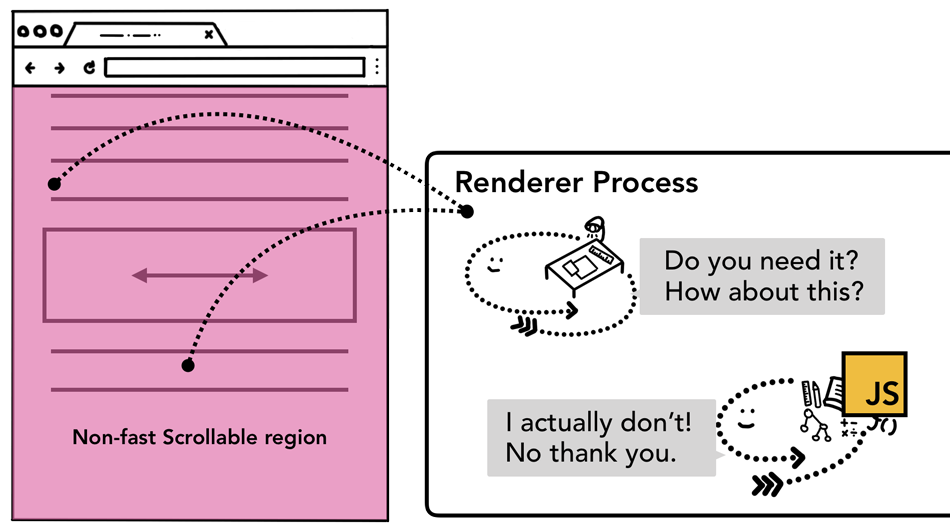 Renderer Process
Do you need it?
How about this?
JS
I actually don't!
No thank you.
Non-fast Scrollable region